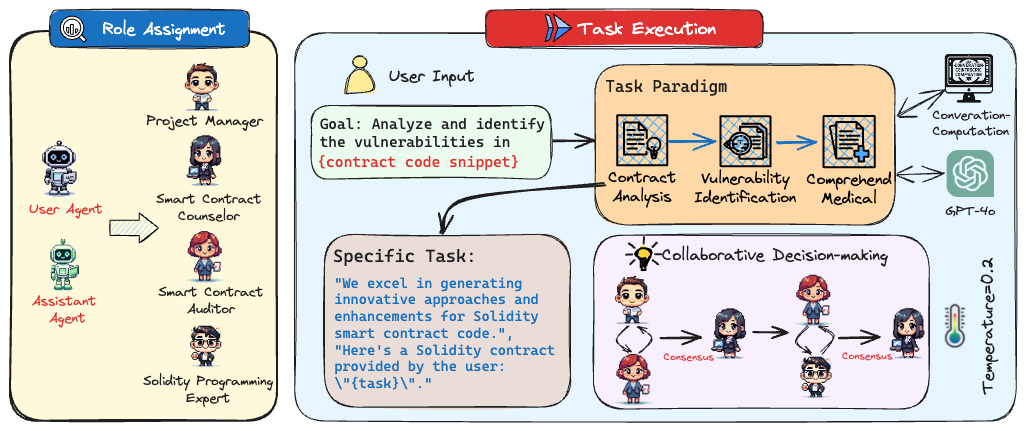 Role Assignment
Project Manager
Smart Contract
Counselor
User Agent
Smart Contract
Auditor
Assistant
Agent
Solidity Programming
Expert
Task Execution
User Input
Goal: Analyze and identify
the vulnerabilities in
{contract code snippet}
Task Paradigm
Contract
Analysis
Vulnerability
Identification
Comprehend
Medical
Converation-
Computation
GPT-4o
Specific Task:
"We excel in generating
innovative approaches and
enhancements for Solidity
smart contract code.",
"Here's a Solidity contract
provided by the user:
\"{task}\"."
Collaborative Decision-making
Consensus
Consensus
Temperature=0.2